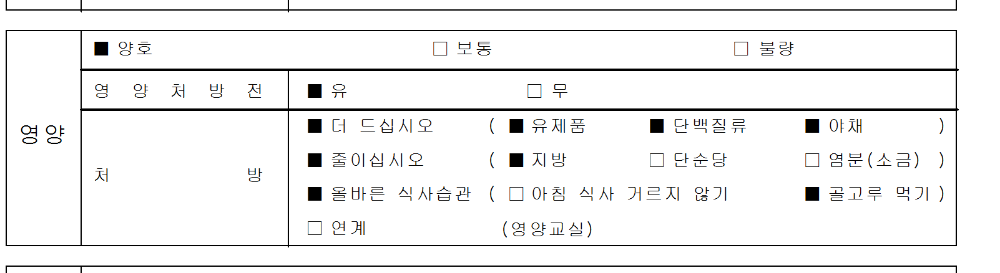 ■ 양호 □ 보통 □ 불량
영 양 처 방 전 ■ 유 □ 무
영양
■ 더 드십시오 ( ■ 유제품 ■ 단백질류 ■ 야채 )
■ 줄이십시오 ( ■ 지방 □ 단순당 □ 염분(소금) )
처 방
■ 올바른 식사습관 ( □ 아침 식사 거르지 않기 ■ 골고루 먹기 )
□ 연계 (영양교실)